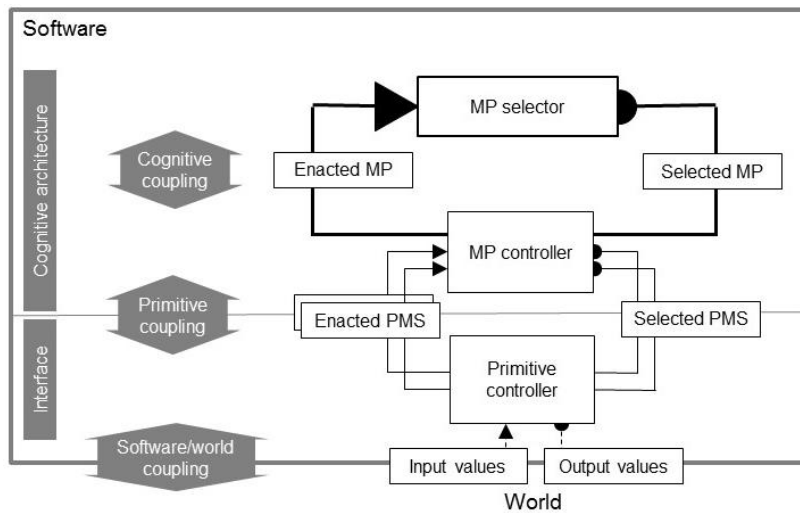 Software
MP selector
Cognitive architecture
Cognitive
coupling
Enacted MP
Selected MP
MP controller
Primitive
coupling
Enacted PMS
Selected PMS
Interface
Primitive
controller
Software/world
coupling
Input values
Output values
World